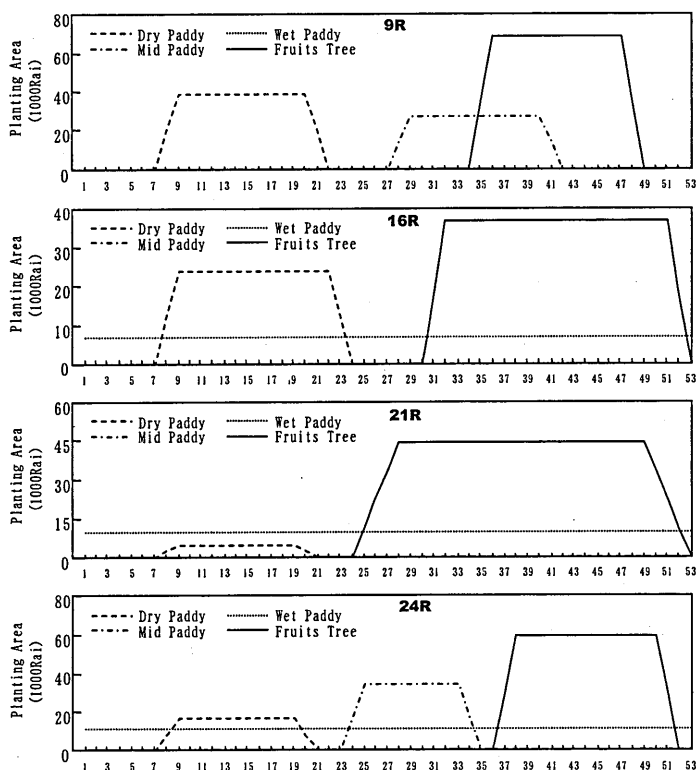 Planting Area
(1000Rai)
80
60
40
20
0
9R
Dry Paddy Wet Paddy
Mid Paddy Fruits Tree
1 3 5 7 9 11 13 15 17 19 21 23 25 27 29 31 33 35 37 39 41 43 45 47 49 51 53
Planting Area
(1000Rai)
40
30
20
10
0
16R
Dry Paddy Wet Paddy
Mid Paddy Fruits Tree
1 3 5 7 9 11 13 15 17 19 21 23 25 27 29 31 33 35 37 39 41 43 45 47 49 51 53
Planting Area
(1000Rai)
60
45
30
15
0
21R
Dry Paddy Wet Paddy
Mid Paddy Fruits Tree
1 3 5 7 9 11 13 15 17 19 21 23 25 27 29 31 33 35 37 39 41 43 45 47 49 51 53
Planting Area
(1000Rai)
80
60
40
20
0
24R
Dry Paddy Wet Paddy
Mid Paddy Fruits Tree
1 3 5 7 9 11 13 15 17 19 21 23 25 27 29 31 33 35 37 39 41 43 45 47 49 51 53